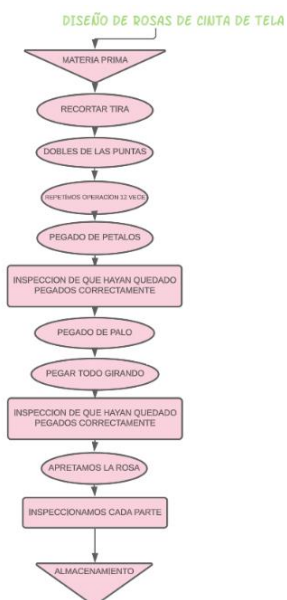 DISEÑO DE ROSAS DE CINTA DE TELA
MATERIA PRIMA
RECORTAR TIRA
DOBLES DE LAS PUNTAS
REPETIMOS OPERACION 12 VECE
PEGADO DE PETALOS
INSPECCION DE QUE HAYAN QUEDADO
PEGADOS CORRECTAMENTE
PEGADO DE PALO
PEGAR TODO GIRANDO
INSPECCION DE QUE HAYAN QUEDADO
PEGADOS CORRECTAMENTE
APRETAMOS LA ROSA
INSPECCIONAMOS CADA PARTE
ALMACENAMIENTO